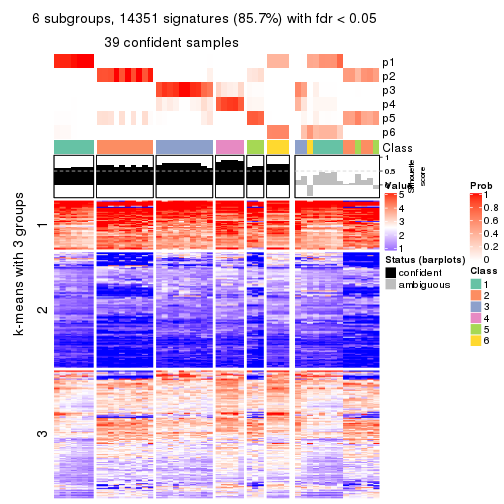 6 subgroups, 14351 signatures (85.7%) with fdr < 0.05
39 confident samples
p1
p2
p3
p4
p5
p6
Class
1
0.5
0
Silhouette
score
k-means with 3 groups
1
2
3
Value
5
4
3
2
1
Status (barplots)
confident
ambiguous
Prob
1
0.8
0.6
0.4
0.2
0
Class
1
2
3
4
5
6